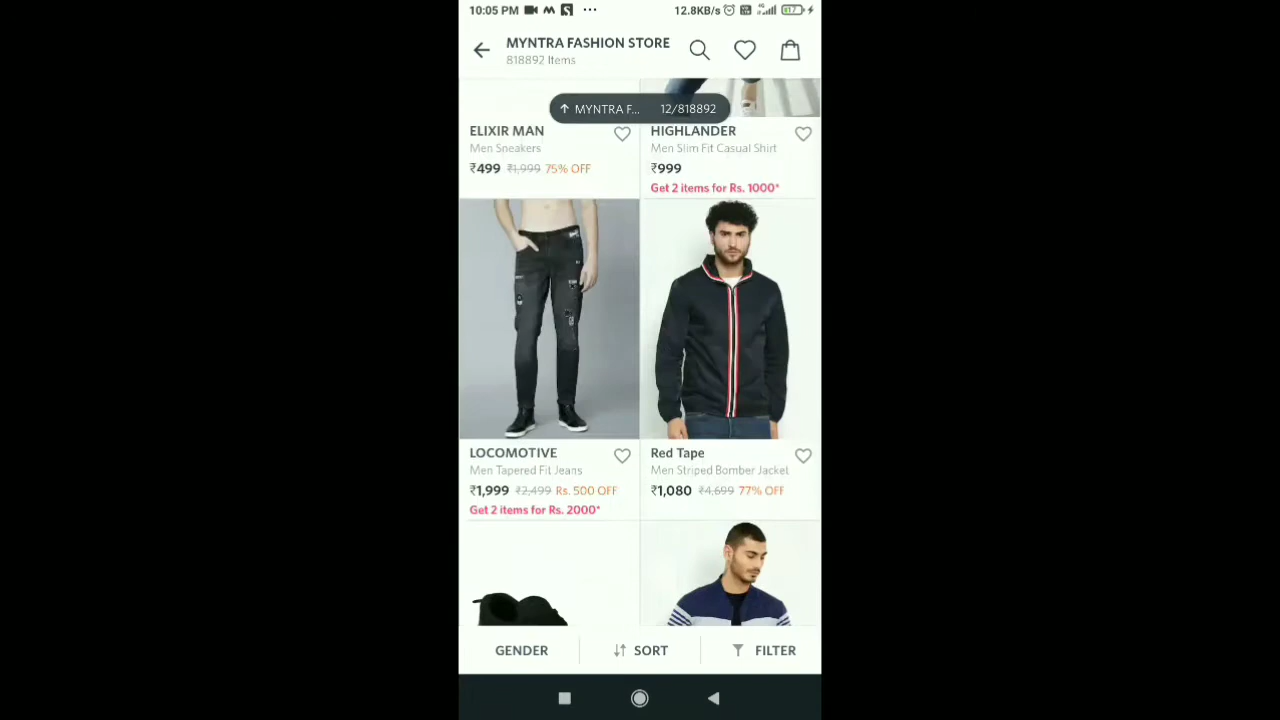 10:05 PM ... 12.8KB/s 17
MYNTRA FASHION STORE
818892 Items
↑ MYNTRA F... 12/818892
ELIXIR MAN
Men Sneakers
₹499 ₹1,999 75% OFF
HIGHLANDER
Men Slim Fit Casual Shirt
₹999
Get 2 items for Rs. 1000*
LOCOMOTIVE
Men Tapered Fit Jeans
₹1,999 ₹2,499 Rs. 500 OFF
Get 2 items for Rs. 2000*
Red Tape
Men Striped Bomber Jacket
₹1,080 ₹4,699 77% OFF
GENDER SORT FILTER